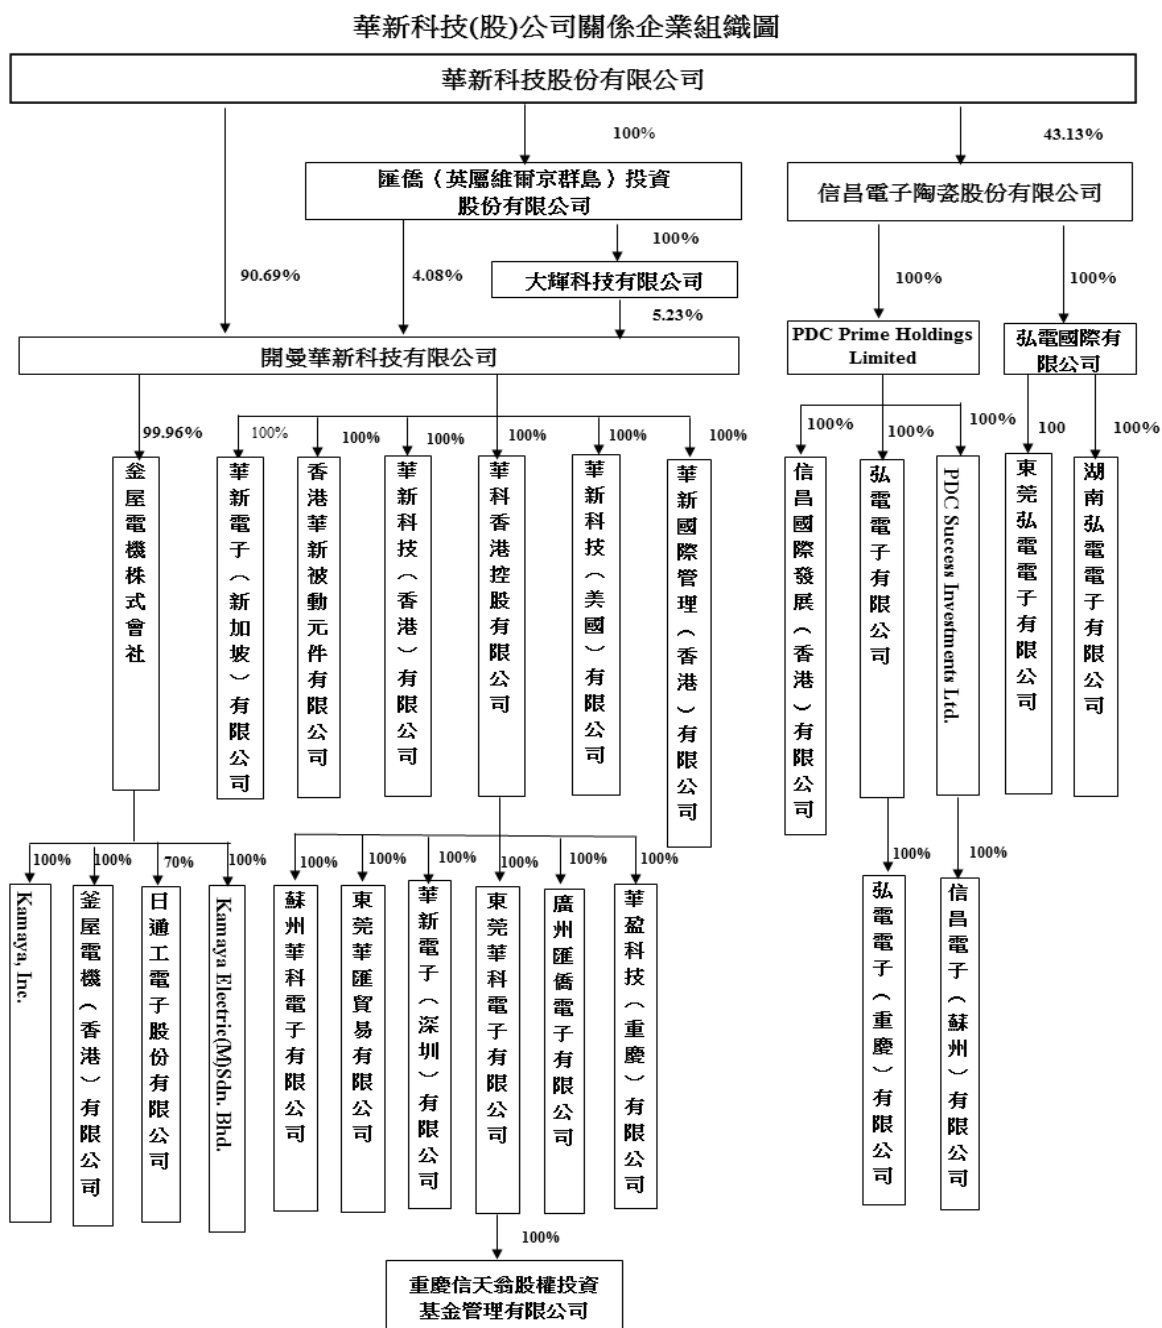 華新科技(股)公司關係企業組織圖
華新科技股份有限公司
100%
43.13%
匯僑（英屬維爾京群島）投資
股份有限公司
信昌電子陶瓷股份有限公司
90.69%
4.08%
100%
大輝科技有限公司
5.23%
100%
100%
開曼華新科技有限公司
PDC Prime Holdings
Limited
弘電國際有
限公司
99.96%
100%
100%
100%
100%
100%
100%
100%
100%
100%
100
100%
釜屋電機株式會社
華新電子（新加坡）有限公司
香港華新被動元件有限公司
華新科技（香港）有限公司
華科香港控股有限公司
華新科技（美國）有限公司
華新國際管理（香港）有限公司
信昌國際發展（香港）有限公司
弘電電子有限公司
PDC Success Investments Ltd.
東莞弘電電子有限公司
湖南弘電電子有限公司
100%
100%
70%
100%
100%
100%
100%
100%
100%
100%
100%
100%
Kamaya, Inc.
釜屋電機（香港）有限公司
日通工電子股份有限公司
Kamaya Electric(M)Sdn. Bhd.
蘇州華科電子有限公司
東莞華匯貿易有限公司
華新電子（深圳）有限公司
東莞華科電子有限公司
廣州匯僑電子有限公司
華盈科技（重慶）有限公司
弘電電子（重慶）有限公司
信昌電子（蘇州）有限公司
100%
重慶信天翁股權投資
基金管理有限公司